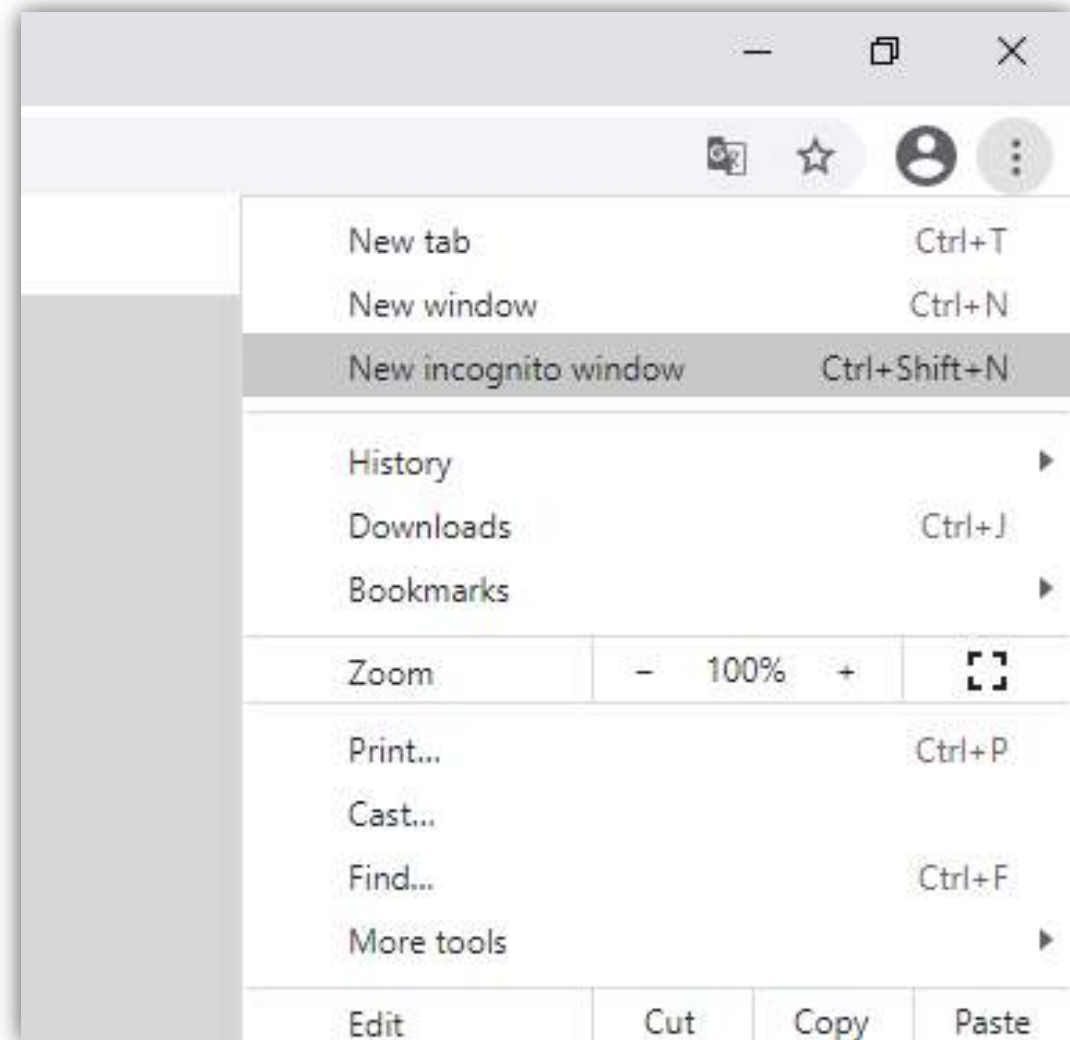 New tab Ctrl+T
New window Ctrl+N
New incognito window Ctrl+Shift+N
History
Downloads Ctrl+J
Bookmarks
Zoom - 100% +
Print... Ctrl+P
Cast...
Find... Ctrl+F
More tools
Edit Cut Copy Paste